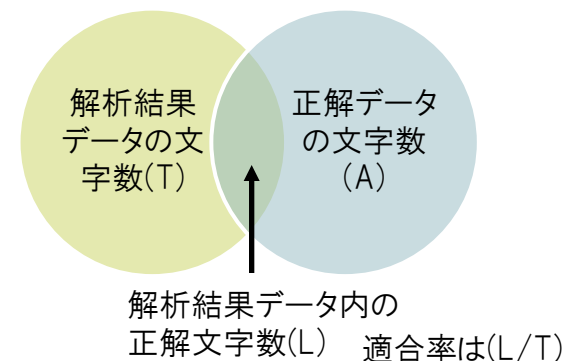 解析結果
データの文
字数(T)
正解データ
の文字数
(A)
解析結果データ内の
正解文字数(L)
適合率は(L/T)